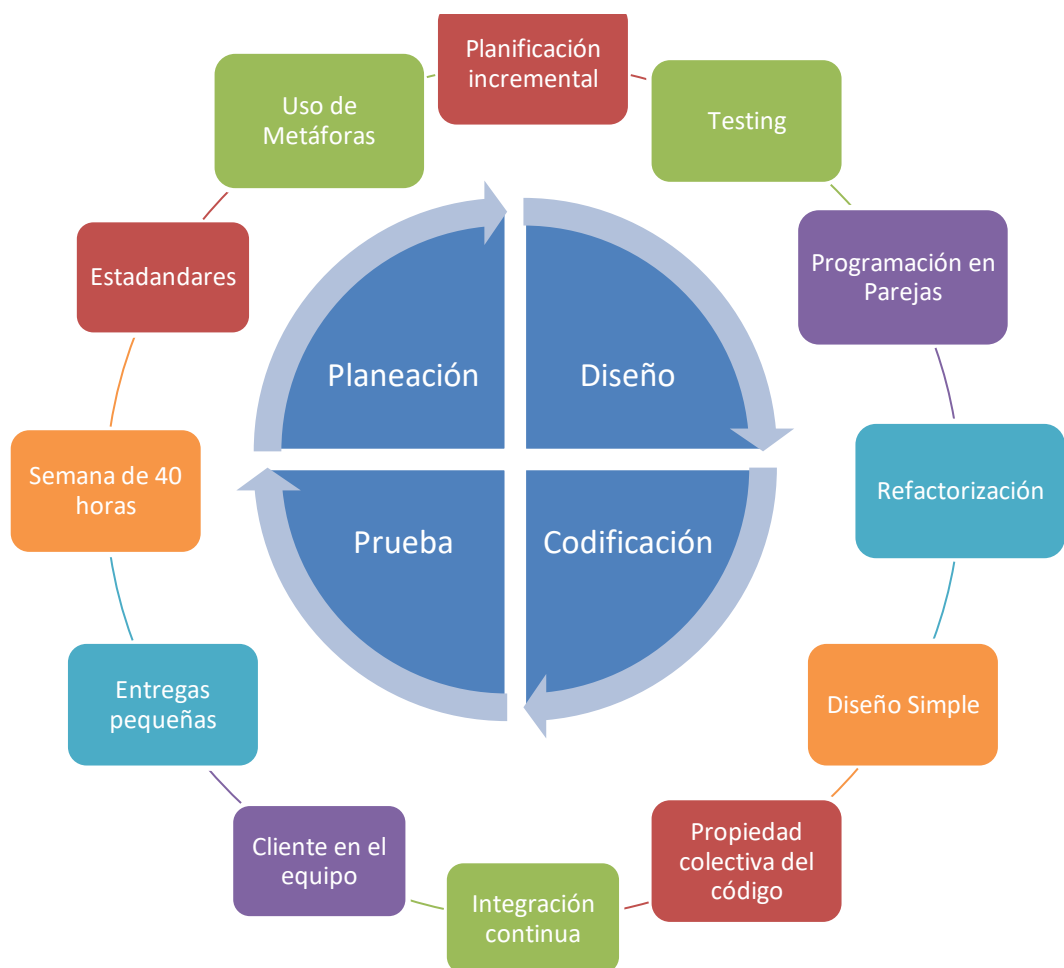 Planificación
incremental
Testing
Programación en
Parejas
Refactorización
Diseño Simple
Propiedad
colectiva del
código
Integración
continua
Cliente en el
equipo
Entregas
pequeñas
Semana de 40
horas
Estadandares
Uso de
Metáforas
Planeación
Diseño
Codificación
Prueba